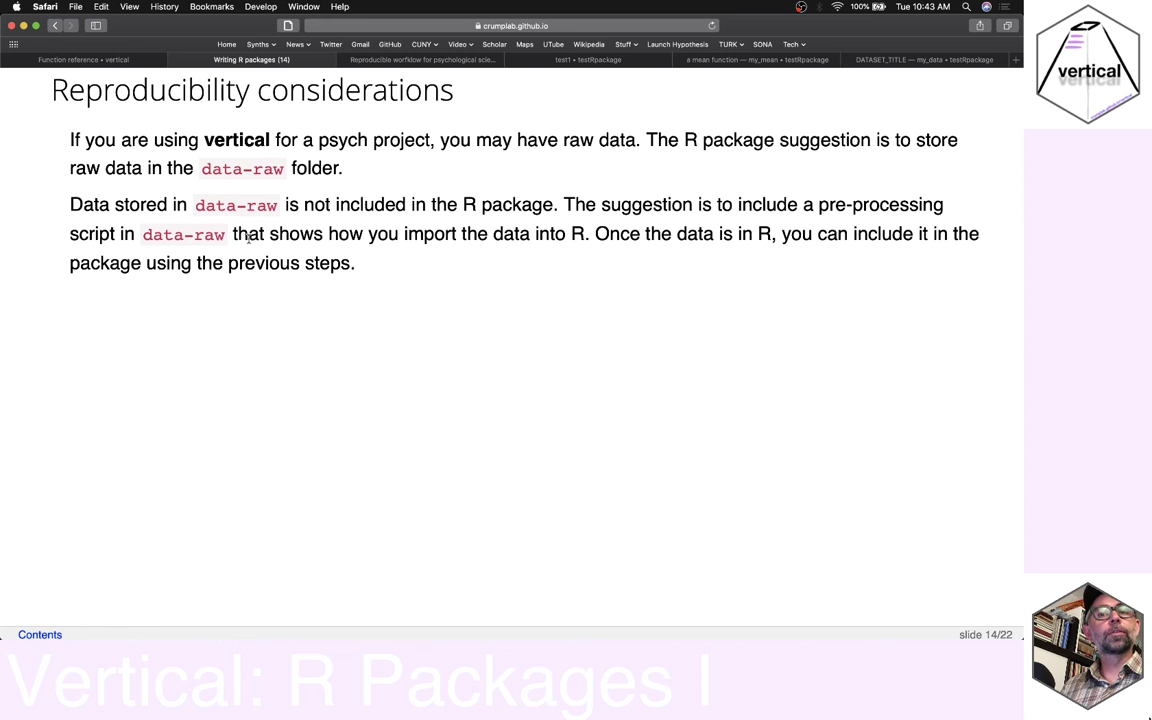 Safari File Edit View History Bookmarks Develop Window Help 100% Tue 10:43 AM
crumplab.github.io
Home Synths News Twitter Gmail GitHub CUNY Video Scholar Maps UTube Wikipedia Stuff Launch Hypothesis TURK SONA Tech
Function reference • vertical Writing R packages (14) Reproducible worfklow for psychological scie... test1 • testRpackage a mean function — my_mean • testRpackage DATASET_TITLE — my_data • testRpackage
vertical
Reproducibility considerations
If you are using vertical for a psych project, you may have raw data. The R package suggestion is to store
raw data in the data-raw folder.
Data stored in data-raw is not included in the R package. The suggestion is to include a pre-processing
script in data-raw that shows how you import the data into R. Once the data is in R, you can include it in the
package using the previous steps.
Contents slide 14/22
Vertical: R Packages I